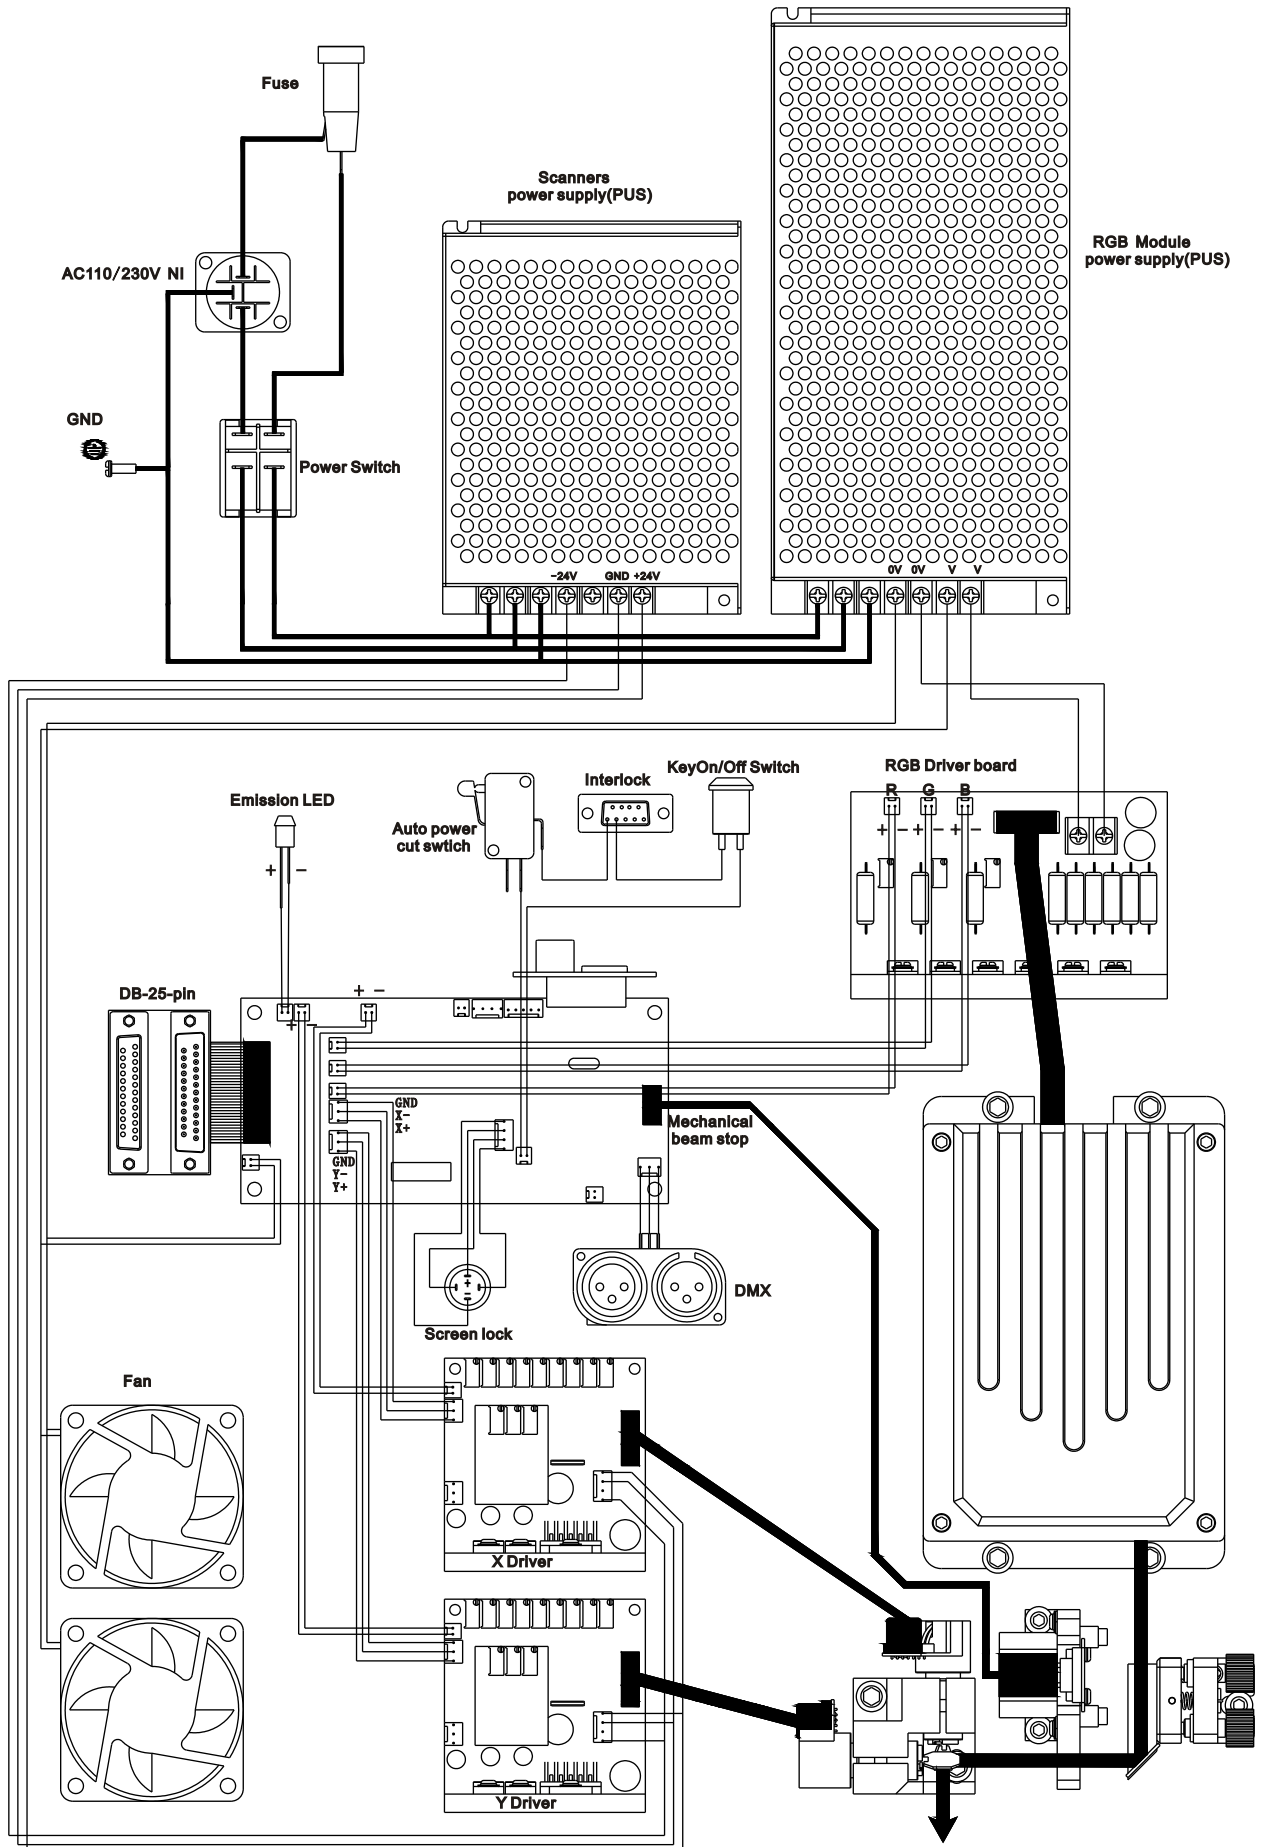 Fuse
Scanners
power supply(PUS)
RGB Module
power supply(PUS)
AC110/230V NI
GND
Power Switch
-24V GND +24V
0V 0V V V
KeyOn/Off Switch
Interlock
RGB Driver board
R G B
+ - + - + -
Emission LED
Auto power
cut swtich
+ -
DB-25-pin
+ -
+ -
GND
X-
X+
Mechanical
beam stop
GND
Y-
Y+
+
-
DMX
Screen lock
Fan
X Driver
Y Driver